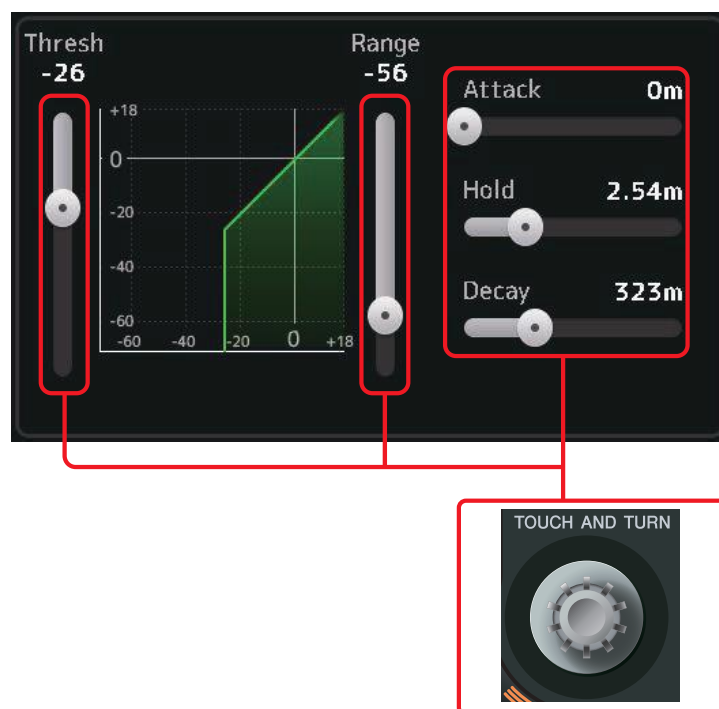 Thresh
-26
Range
-56
+18
0
-20
-40
-60
-60 -40 -20 0 +18
Attack 0m
Hold 2.54m
Decay 323m
TOUCH AND TURN